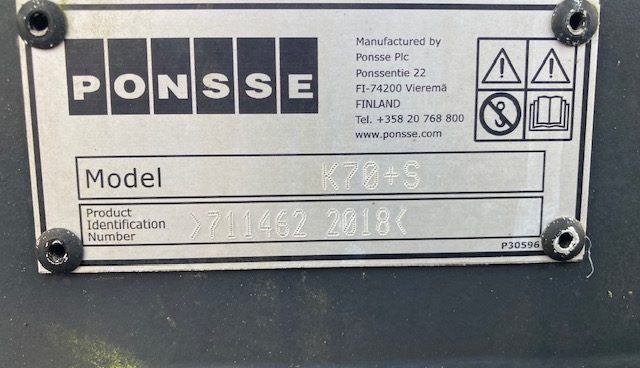 PONSSE
Manufactured by
Ponsse Plc
Ponssentie 22
FI-74200 Vieremä
FINLAND
Tel. +358 20 768 800
www.ponsse.com
Model K70+S
Product
Identification
Number
>711462 2018<
P30596